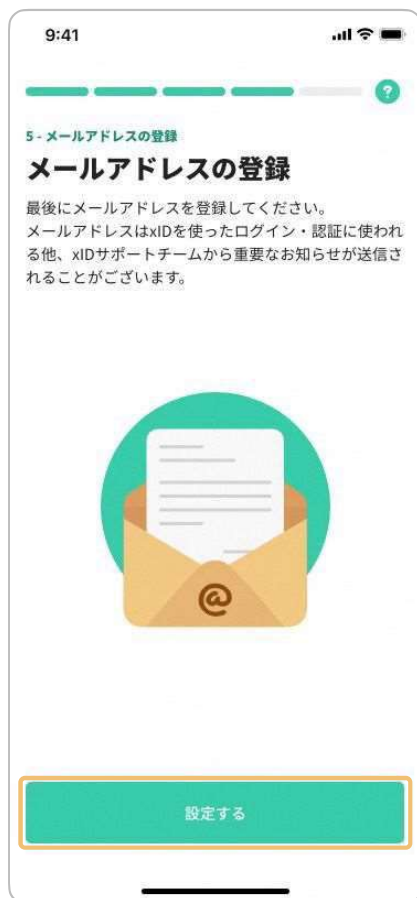 9:41
?
5 - メールアドレスの登録
メールアドレスの登録
最後にメールアドレスを登録してください。
メールアドレスはxIDを使ったログイン・認証に使われ
る他、xIDサポートチームから重要なお知らせが送信さ
れることがございます。
@
設定する